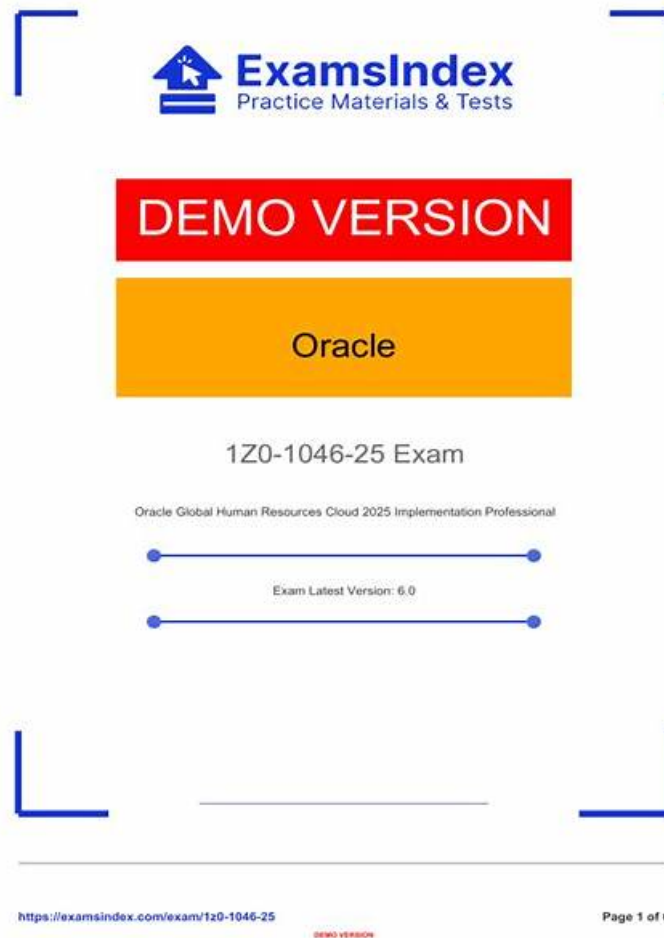 ExamsIndex
Practice Materials & Tests
DEMO VERSION
Oracle
1Z0-1046-25 Exam
Oracle Global Human Resources Cloud 2025 Implementation Professional
Exam Latest Version: 6.0
https://examsindex.com/exam/1z0-1046-25
Page 1 of
DEMO VERSION